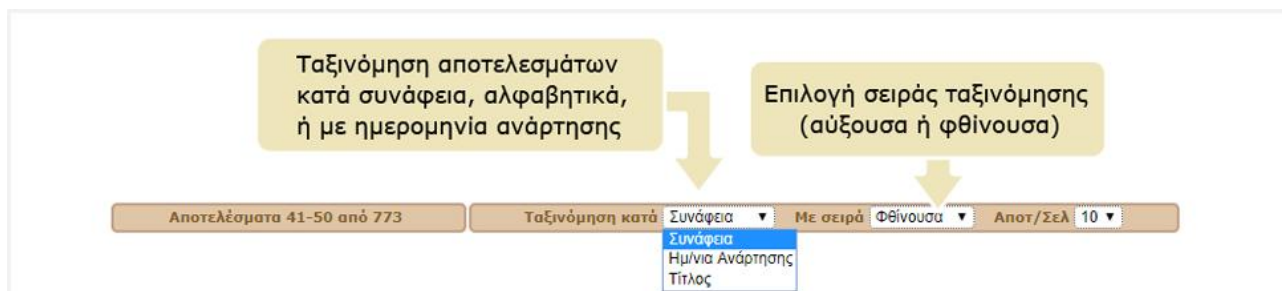 Ταξινόμηση αποτελεσμάτων
κατά συνάφεια, αλφαβητικά,
ή με ημερομηνία ανάρτησης
Επιλογή σειράς ταξινόμησης
(αύξουσα ή φθίνουσα)
Αποτελέσματα 41-50 από 773
Ταξινόμηση κατά Συνάφεια Με σειρά Φθίνουσα Αποτ/Σελ 10
Συνάφεια
Ημ/νια Ανάρτησης
Τίτλος